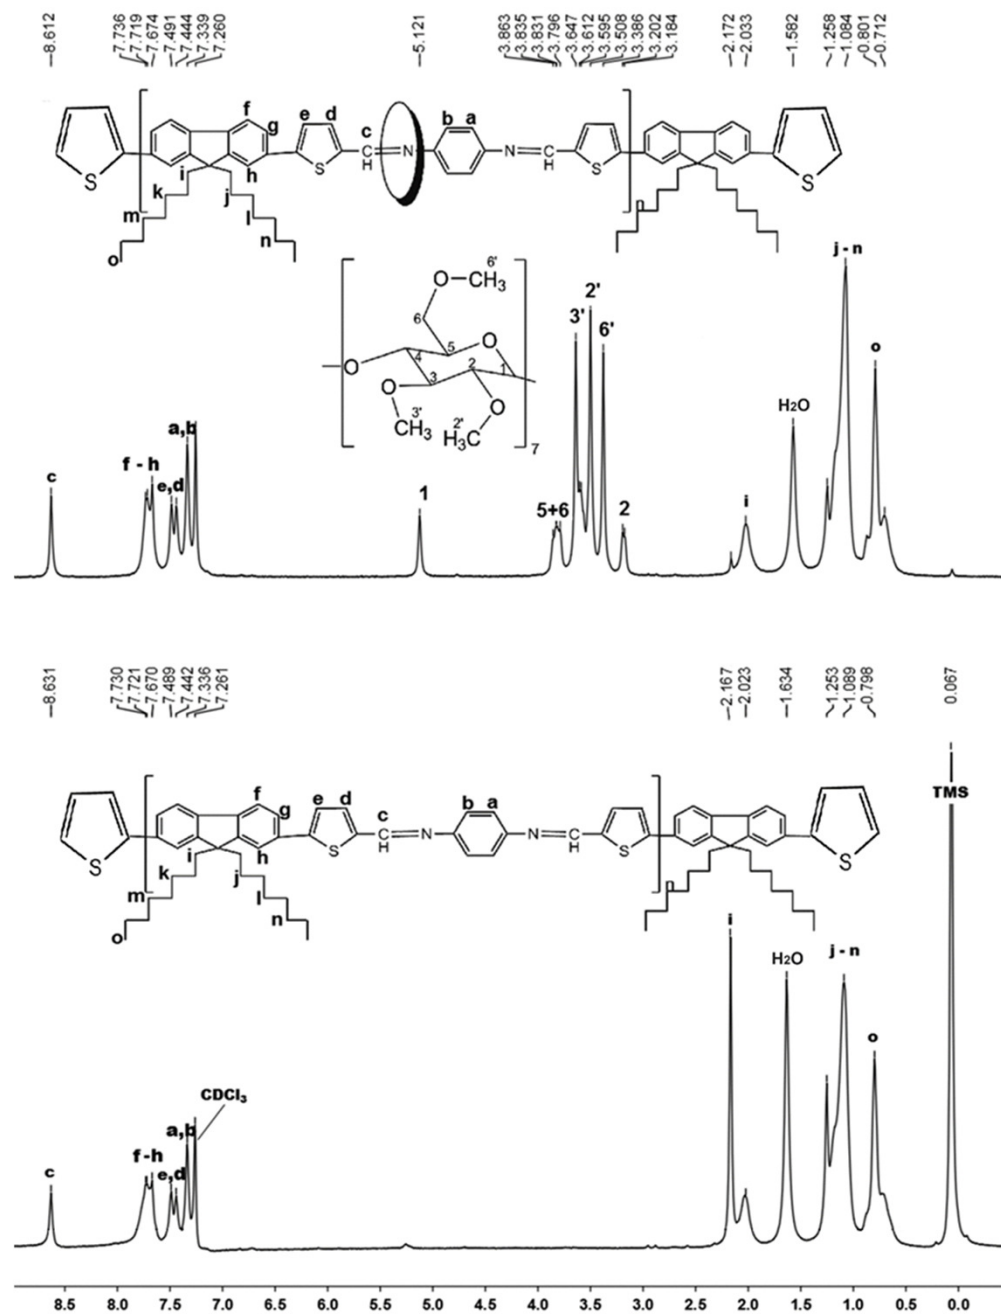 8.612
7.736
7.719
7.674
7.491
7.444
7.339
7.260
5.121
3.863
3.835
3.831
3.796
3.647
3.612
3.595
3.508
3.386
3.202
3.184
2.172
2.033
1.582
1.258
1.084
0.801
0.712
S
f
g
h
i
j
k
l
m
n
o
e d
S
c
C
H
N
b a
N
C
H
S
n
S
6'
O CH3
6
5
O
4
O
3
2
1
O
3'
CH3
2'
H3C
O
7
c
f - h
e,d
a,b
1
5+6
3'
2'
6'
2
i
H2O
j - n
o
8.631
7.730
7.721
7.670
7.489
7.442
7.336
7.261
2.167
2.023
1.634
1.253
1.089
0.798
0.067
S
f
g
h
i
j
k
l
m
n
o
e d
S
c
C
H
N
b a
N
C
H
S
n
S
TMS
c
f -h
e,d
a,b
CDCl3
i
H2O
j - n
o
8.5 8.0 7.5 7.0 6.5 6.0 5.5 5.0 4.5 4.0 3.5 3.0 2.5 2.0 1.5 1.0 0.5 0.0